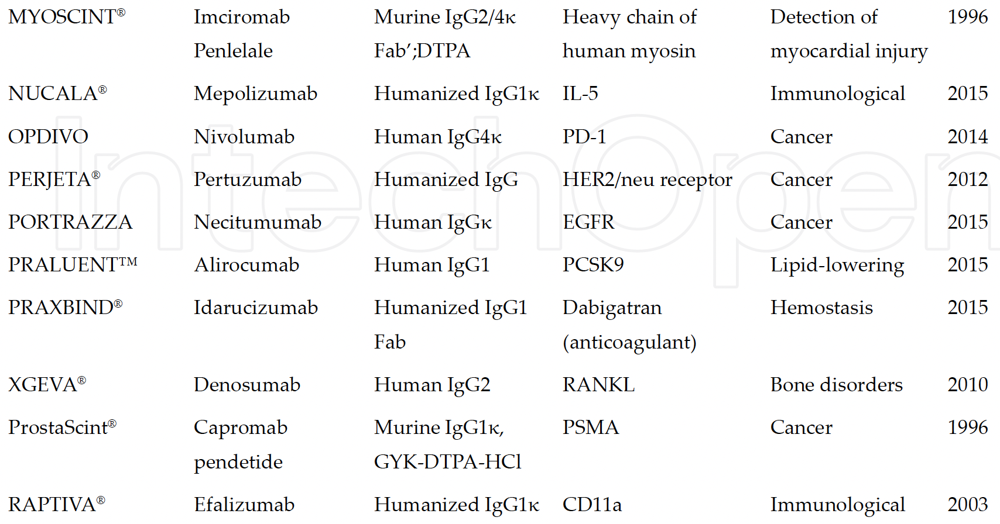 MYOSCINT® Imciromab Murine IgG2/4κ Heavy chain of Detection of 1996
Penlelale Fab’;DTPA human myosin myocardial injury
NUCALA® Mepolizumab Humanized IgG1κ IL-5 Immunological 2015
OPDIVO Nivolumab Human IgG4κ PD-1 Cancer 2014
PERJETA® Pertuzumab Humanized IgG HER2/neu receptor Cancer 2012
PORTRAZZA Necitumumab Human IgGκ EGFR Cancer 2015
PRALUENT™ Alirocumab Human IgG1 PCSK9 Lipid-lowering 2015
PRAXBIND® Idarucizumab Humanized IgG1 Dabigatran Hemostasis 2015
Fab (anticoagulant)
XGEVA® Denosumab Human IgG2 RANKL Bone disorders 2010
ProstaScint® Capromab Murine IgG1κ, PSMA Cancer 1996
pendetide GYK-DTPA-HCl
RAPTIVA® Efalizumab Humanized IgG1κ CD11a Immunological 2003
IntechOpen